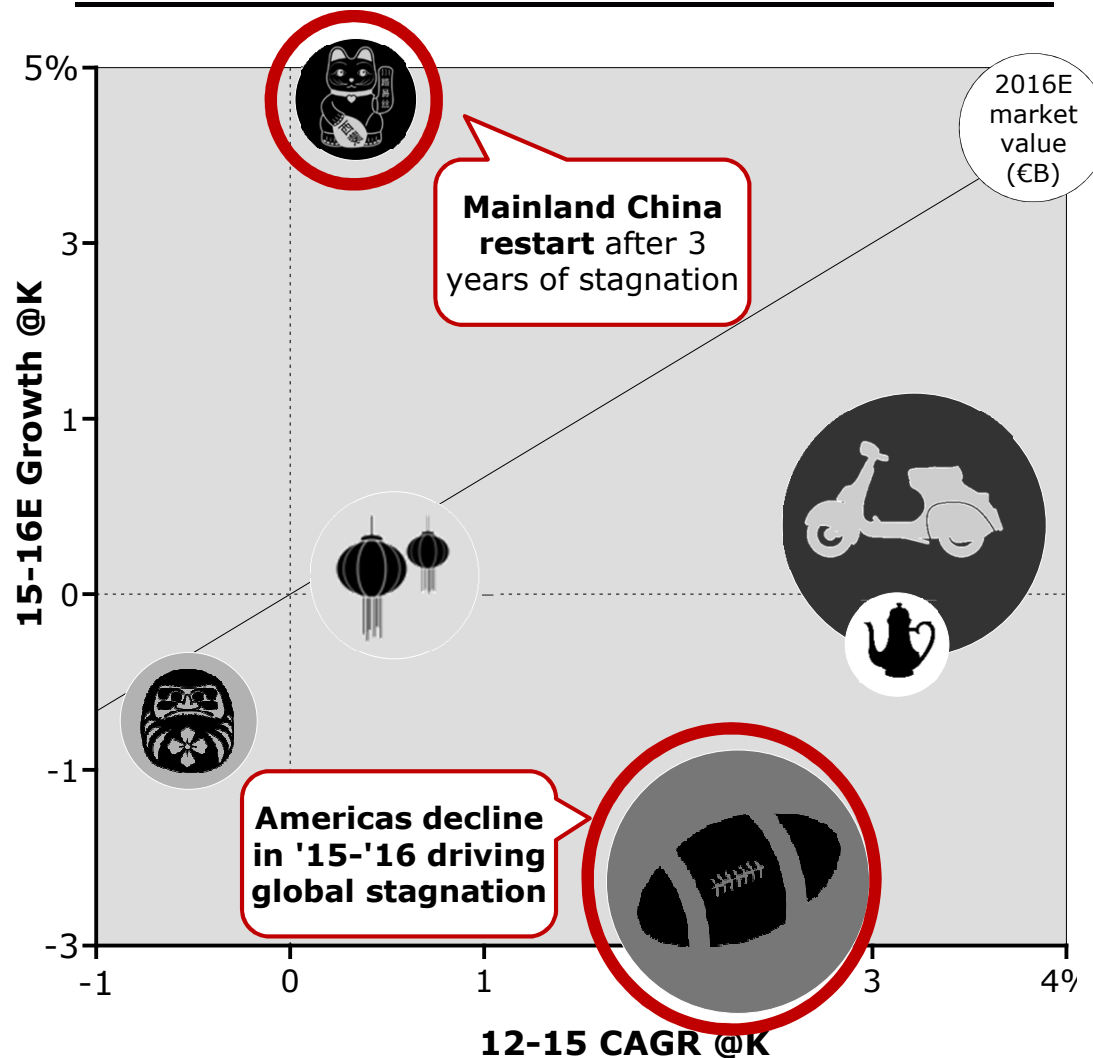 5%
2016E
market
value
(€B)
Mainland China
restart after 3
years of stagnation
3
1
0
-1
-3
15-16E Growth @K
Americas decline
in '15-'16 driving
global stagnation
-1
0
1
3
4%
12-15 CAGR @K